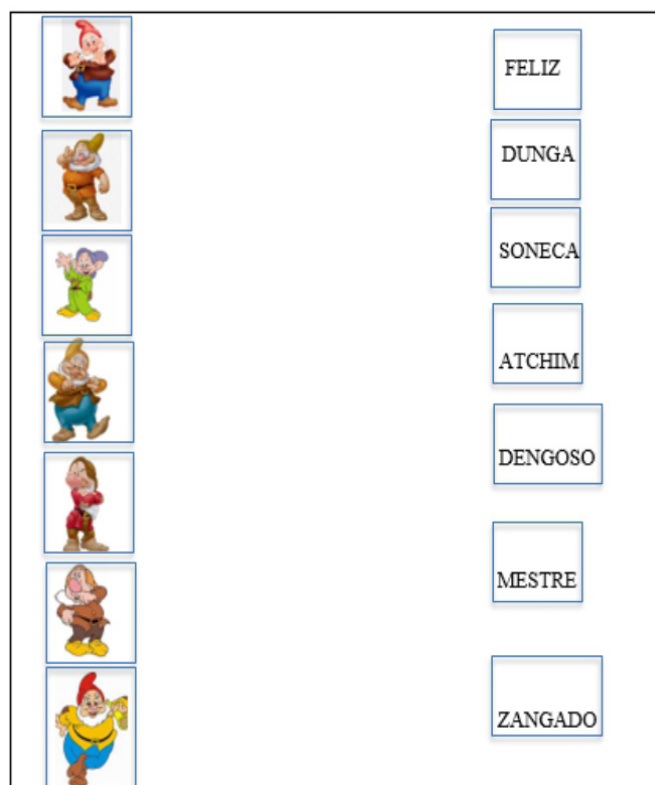 FELIZ
DUNGA
SONECA
ATCHIM
DENGOSO
MESTRE
ZANGADO